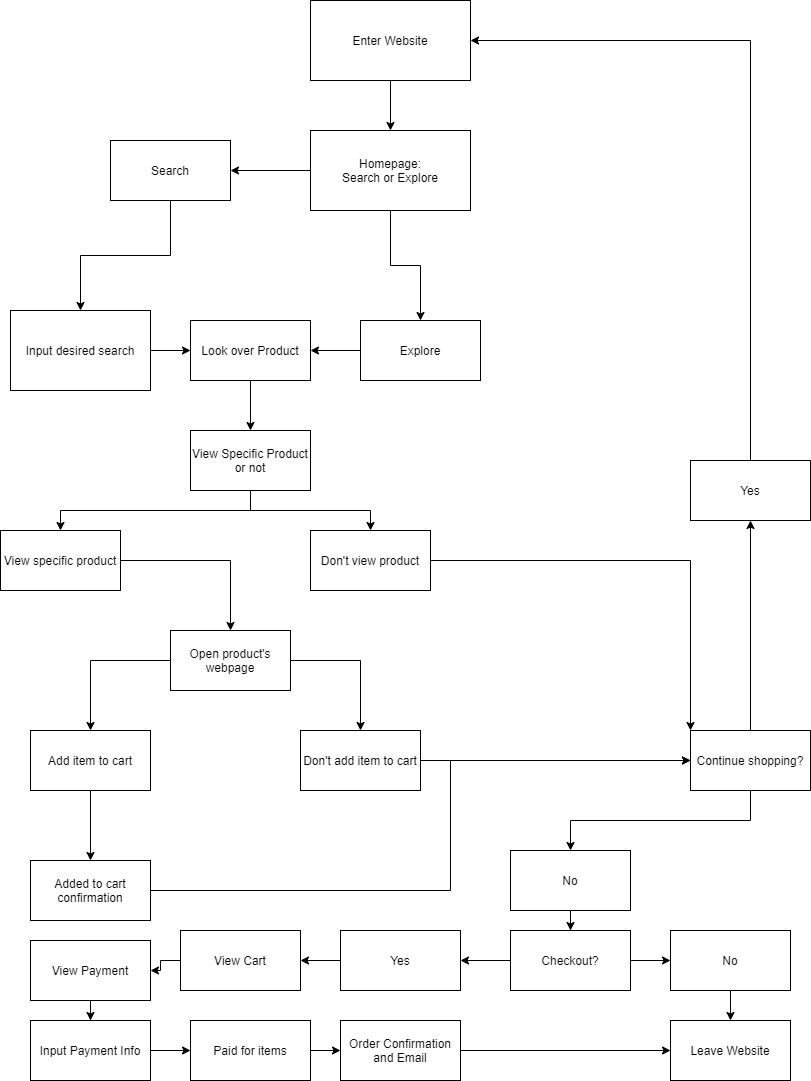 Enter Website
Homepage:
Search or Explore
Search
Input desired search
Look over Product
Explore
View Specific Product
or not
Yes
View specific product
Don't view product
Open product's
webpage
Add item to cart
Don't add item to cart
Continue shopping?
Added to cart
confirmation
No
View Payment
View Cart
Yes
Checkout?
No
Input Payment Info
Paid for items
Order Confirmation
and Email
Leave Website